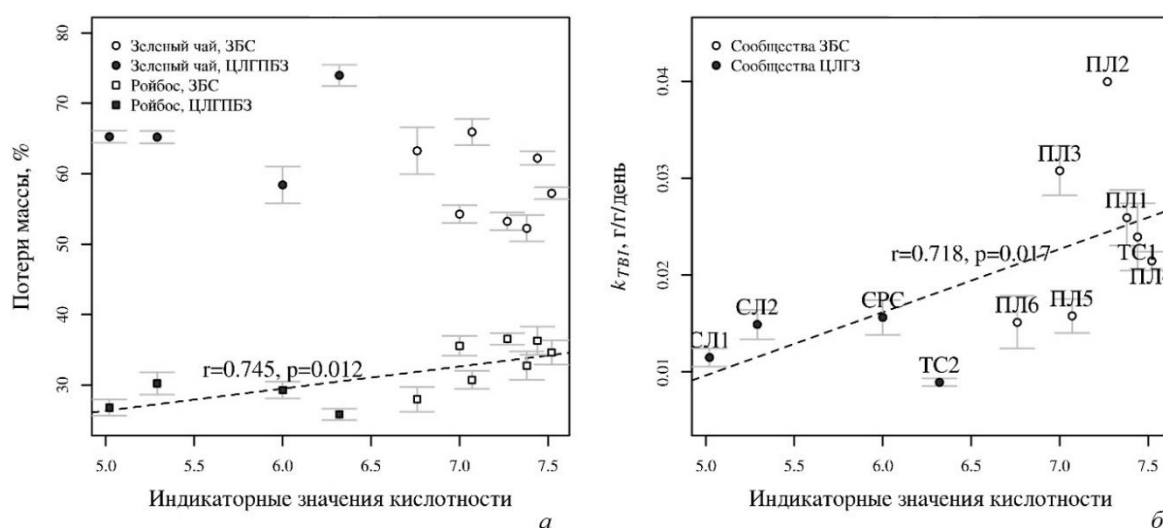 80
70
60
50
40
30
Потери массы, %
Зеленый чай, ЗБС
Зеленый чай, ЦЛГПБЗ
Ройбос, ЗБС
Ройбос, ЦЛГПБЗ
r=0.745, p=0.012
5.0 5.5 6.0 6.5 7.0 7.5
Индикаторные значения кислотности
а
0.04
0.03
0.02
0.01
k_TBI, г/г/день
Сообщества ЗБС
Сообщества ЦЛГЗ
ПЛ2
ПЛ3
ПЛ1
r=0.718, p=0.017
ТС1
СЛ2
СРС
ПЛ6
ПЛ5
СЛ1
ТС2
5.0 5.5 6.0 6.5 7.0 7.5
Индикаторные значения кислотности
б